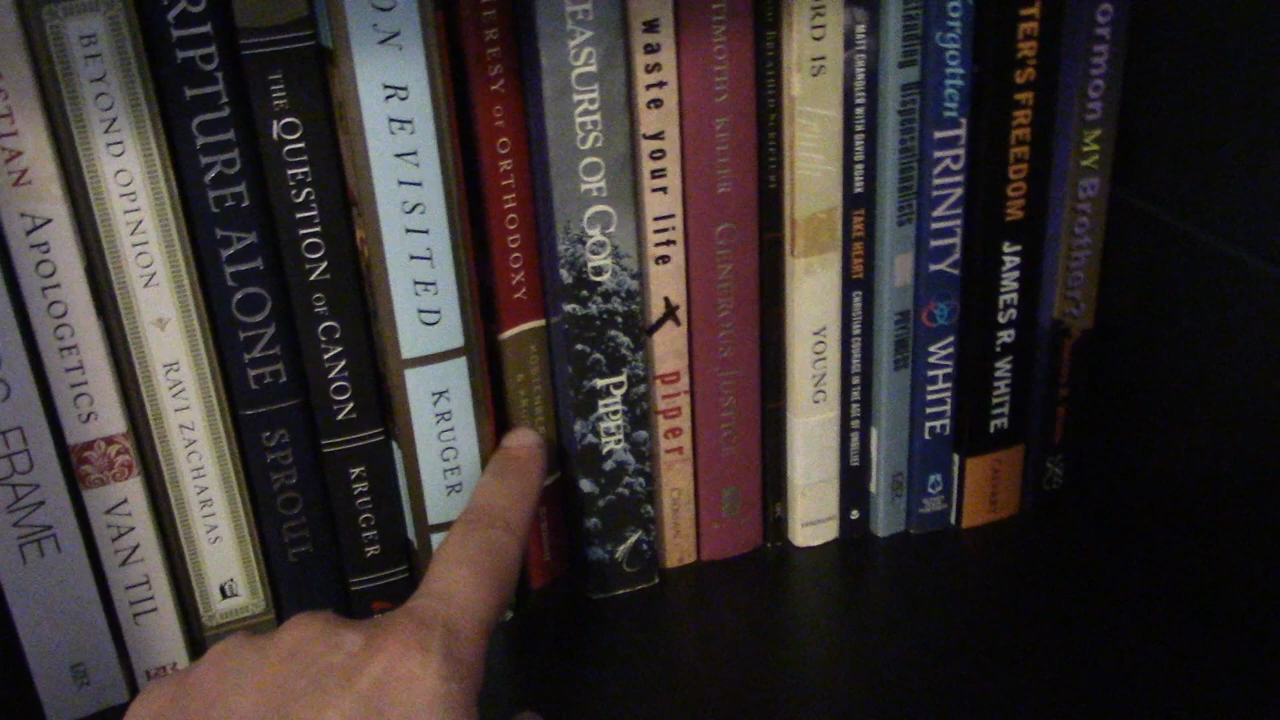 C FRAME
STIAN APOLOGETICS VAN TIL
BEYOND OPINION RAVI ZACHARIAS
RIPTURE ALONE SPROUL
THE QUESTION OF CANON KRUGER
ON REVISITED KRUGER
ERESY OF ORTHODOXY
EASURES OF GOD PIPER
waste your life piper
TIMOTHY KELLER GENEROUS JUSTICE
RD IS YOUNG
MATT CHANDLER WITH DAVID ROARK TAKE HEART CHRISTIAN COURAGE IN THE AGE OF UNBELIEF
Dispensationalists
orgotten TRINITY WHITE
TER'S FREEDOM JAMES R. WHITE CALVARY
ormon My Brother?